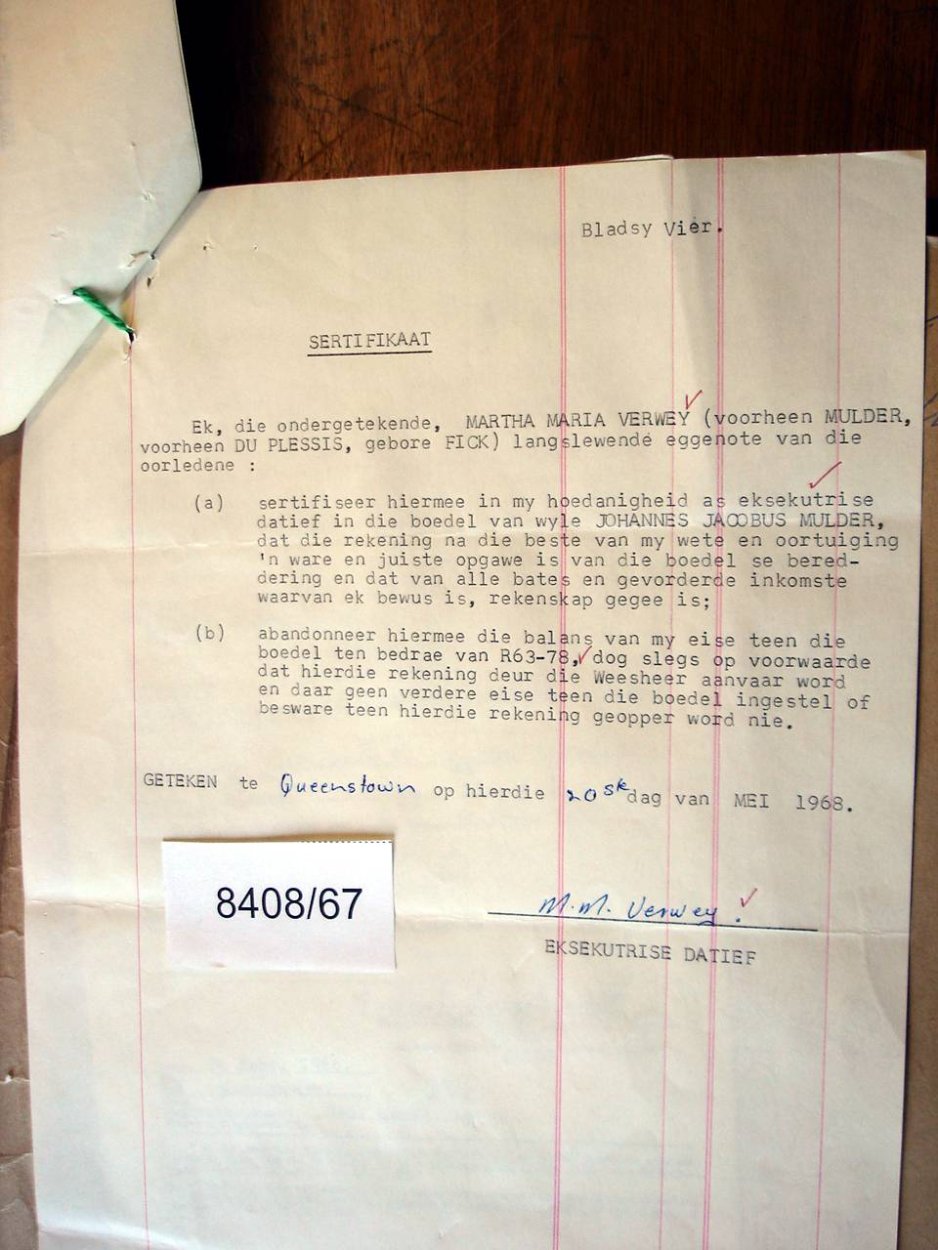 Bladsy Vier.
SERTIFIKAAT
Ek, die ondergetekende, MARTHA MARIA VERWEY (voorheen MULDER,
voorheen DU PLESSIS, gebore FICK) langslewende eggenote van die
oorledene :
(a) sertifiseer hiermee in my hoedanigheid as eksekutrise
datief in die boedel van wyle JOHANNES JACOBUS MULDER,
dat die rekening na die beste van my wete en oortuiging
'n ware en juiste opgawe is van die boedel se bered-
dering en dat van alle bates en gevorderde inkomste
waarvan ek bewus is, rekenskap gegee is;
(b) abandonneer hiermee die balans van my eise teen die
boedel ten bedrae van R63-78, dog slegs op voorwaarde
dat hierdie rekening deur die Weesheer aanvaar word
en daar geen verdere eise teen die boedel ingestel of
besware teen hierdie rekening geopper word nie.
GETEKEN te Queenstown op hierdie 20ste dag van MEI 1968.
8408/67
M.M. Verwey.
EKSEKUTRISE DATIEF